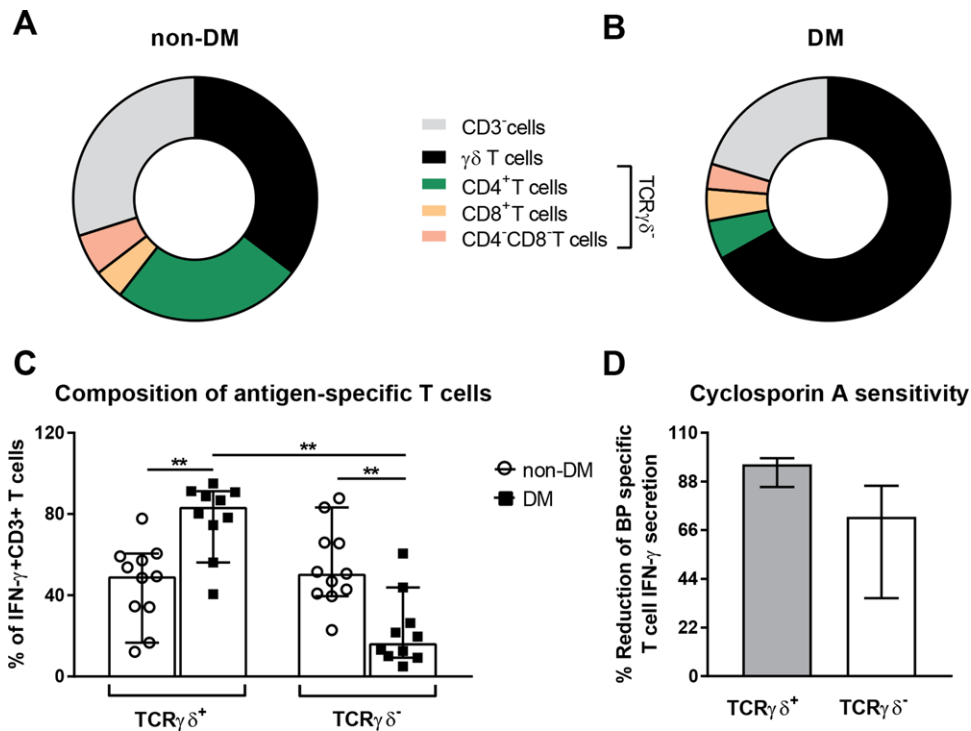 A
non-DM
B
DM
CD3⁻cells
γδ T cells
CD4⁺T cells
CD8⁺T cells
CD4⁻CD8⁻T cells
TCRγδ⁻
C
Composition of antigen-specific T cells
% of IFN-γ+CD3+ T cells
120
80
40
0
**
**
**
non-DM
DM
TCRγδ⁺
TCRγδ⁻
D
Cyclosporin A sensitivity
% Reduction of BP specific
T cell IFN-γ secretion
110
88
66
44
22
0
TCRγδ⁺
TCRγδ⁻